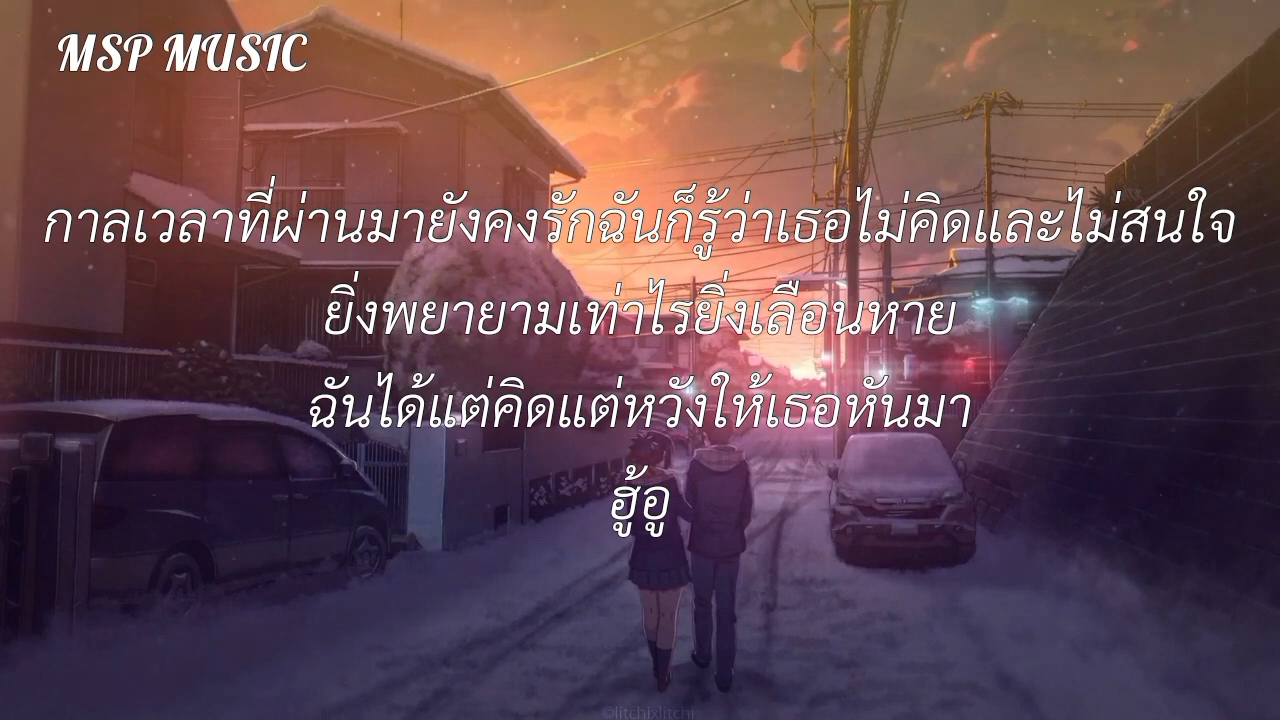 MSP MUSIC
กาลเวลาที่ผ่านมายังคงรักฉันก็รู้ว่าเธอไม่คิดและไม่สนใจ
ยิ่งพยายามเท่าไรยิ่งเลือนหาย
ฉันได้แต่คิดแต่หวังให้เธอหันมา
ฮู้อู
©litchixlitchi